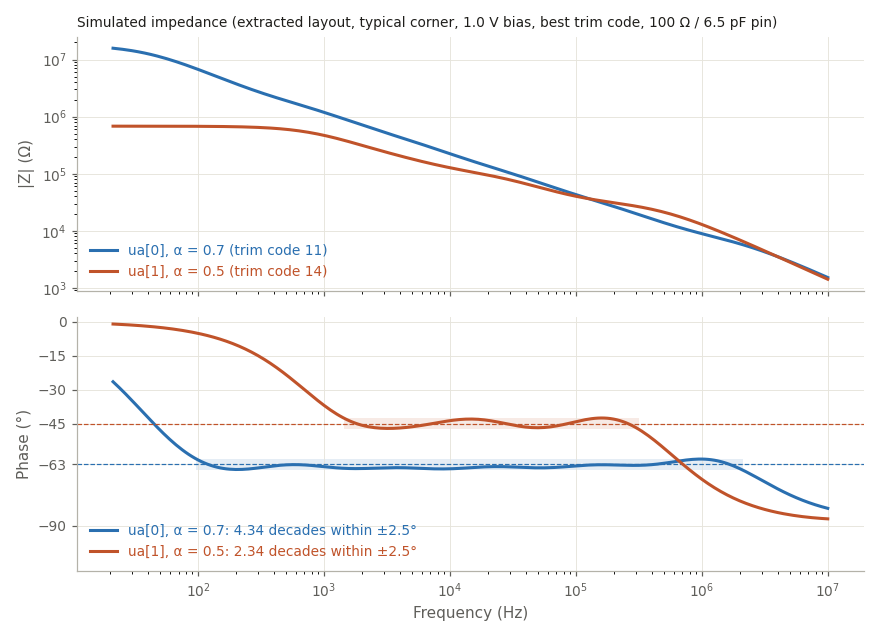 Simulated impedance (extracted layout, typical corner, 1.0 V bias, best trim code, 100 Ω / 6.5 pF pin)
|Z| (Ω)
10⁷
10⁶
10⁵
10⁴
10³
ua[0], α = 0.7 (trim code 11)
ua[1], α = 0.5 (trim code 14)
Phase (°)
0
−15
−30
−45
−63
−90
ua[0], α = 0.7: 4.34 decades within ±2.5°
ua[1], α = 0.5: 2.34 decades within ±2.5°
10² 10³ 10⁴ 10⁵ 10⁶ 10⁷
Frequency (Hz)